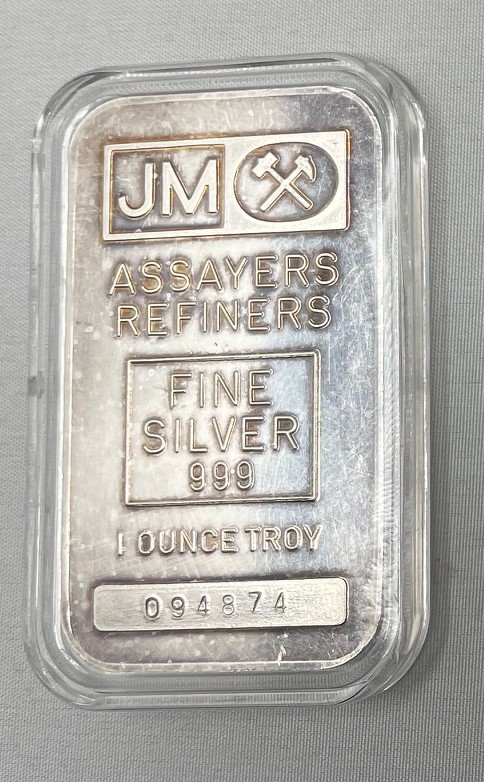 JM
ASSAYERS
REFINERS
FINE
SILVER
999
1 OUNCE TROY
094874